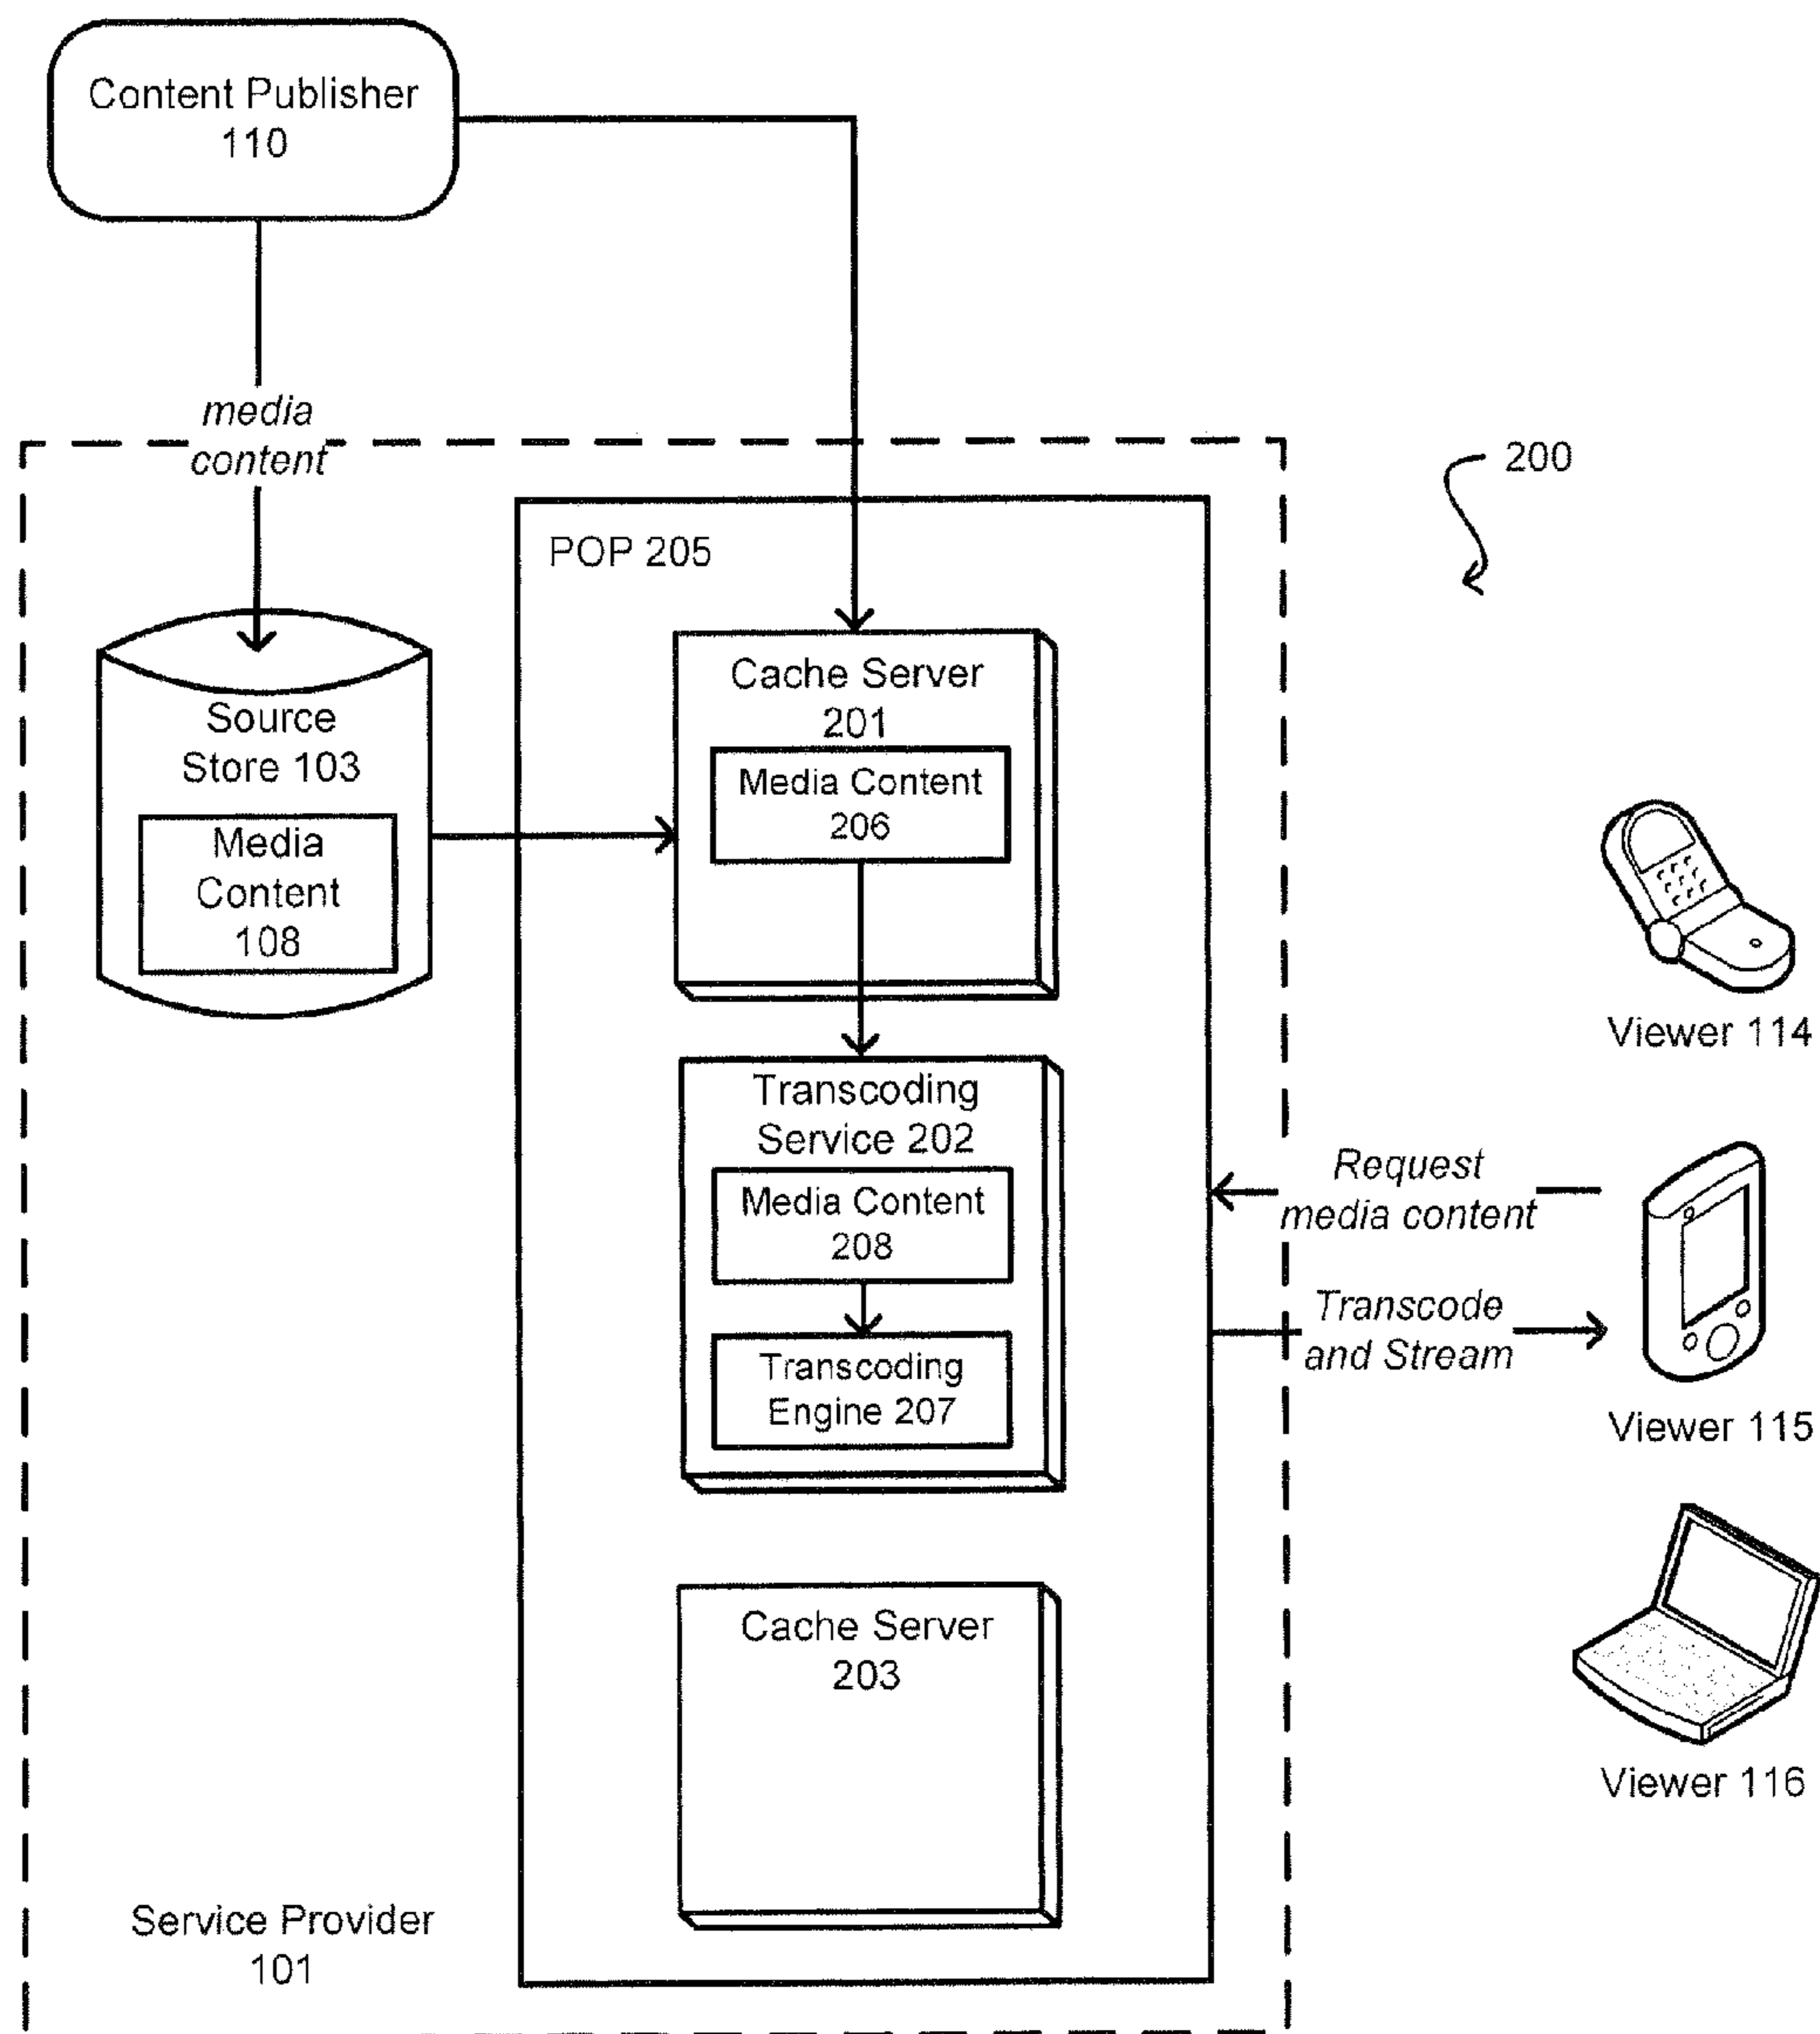 Content Publisher
110
media
content
200
POP 205
Cache Server
201
Media Content
206
Source
Store 103
Media
Content
108
Viewer 114
Transcoding
Service 202
Media Content
208
Transcoding
Engine 207
Request
media content
Transcode
and Stream
Viewer 115
Cache Server
203
Viewer 116
Service Provider
101